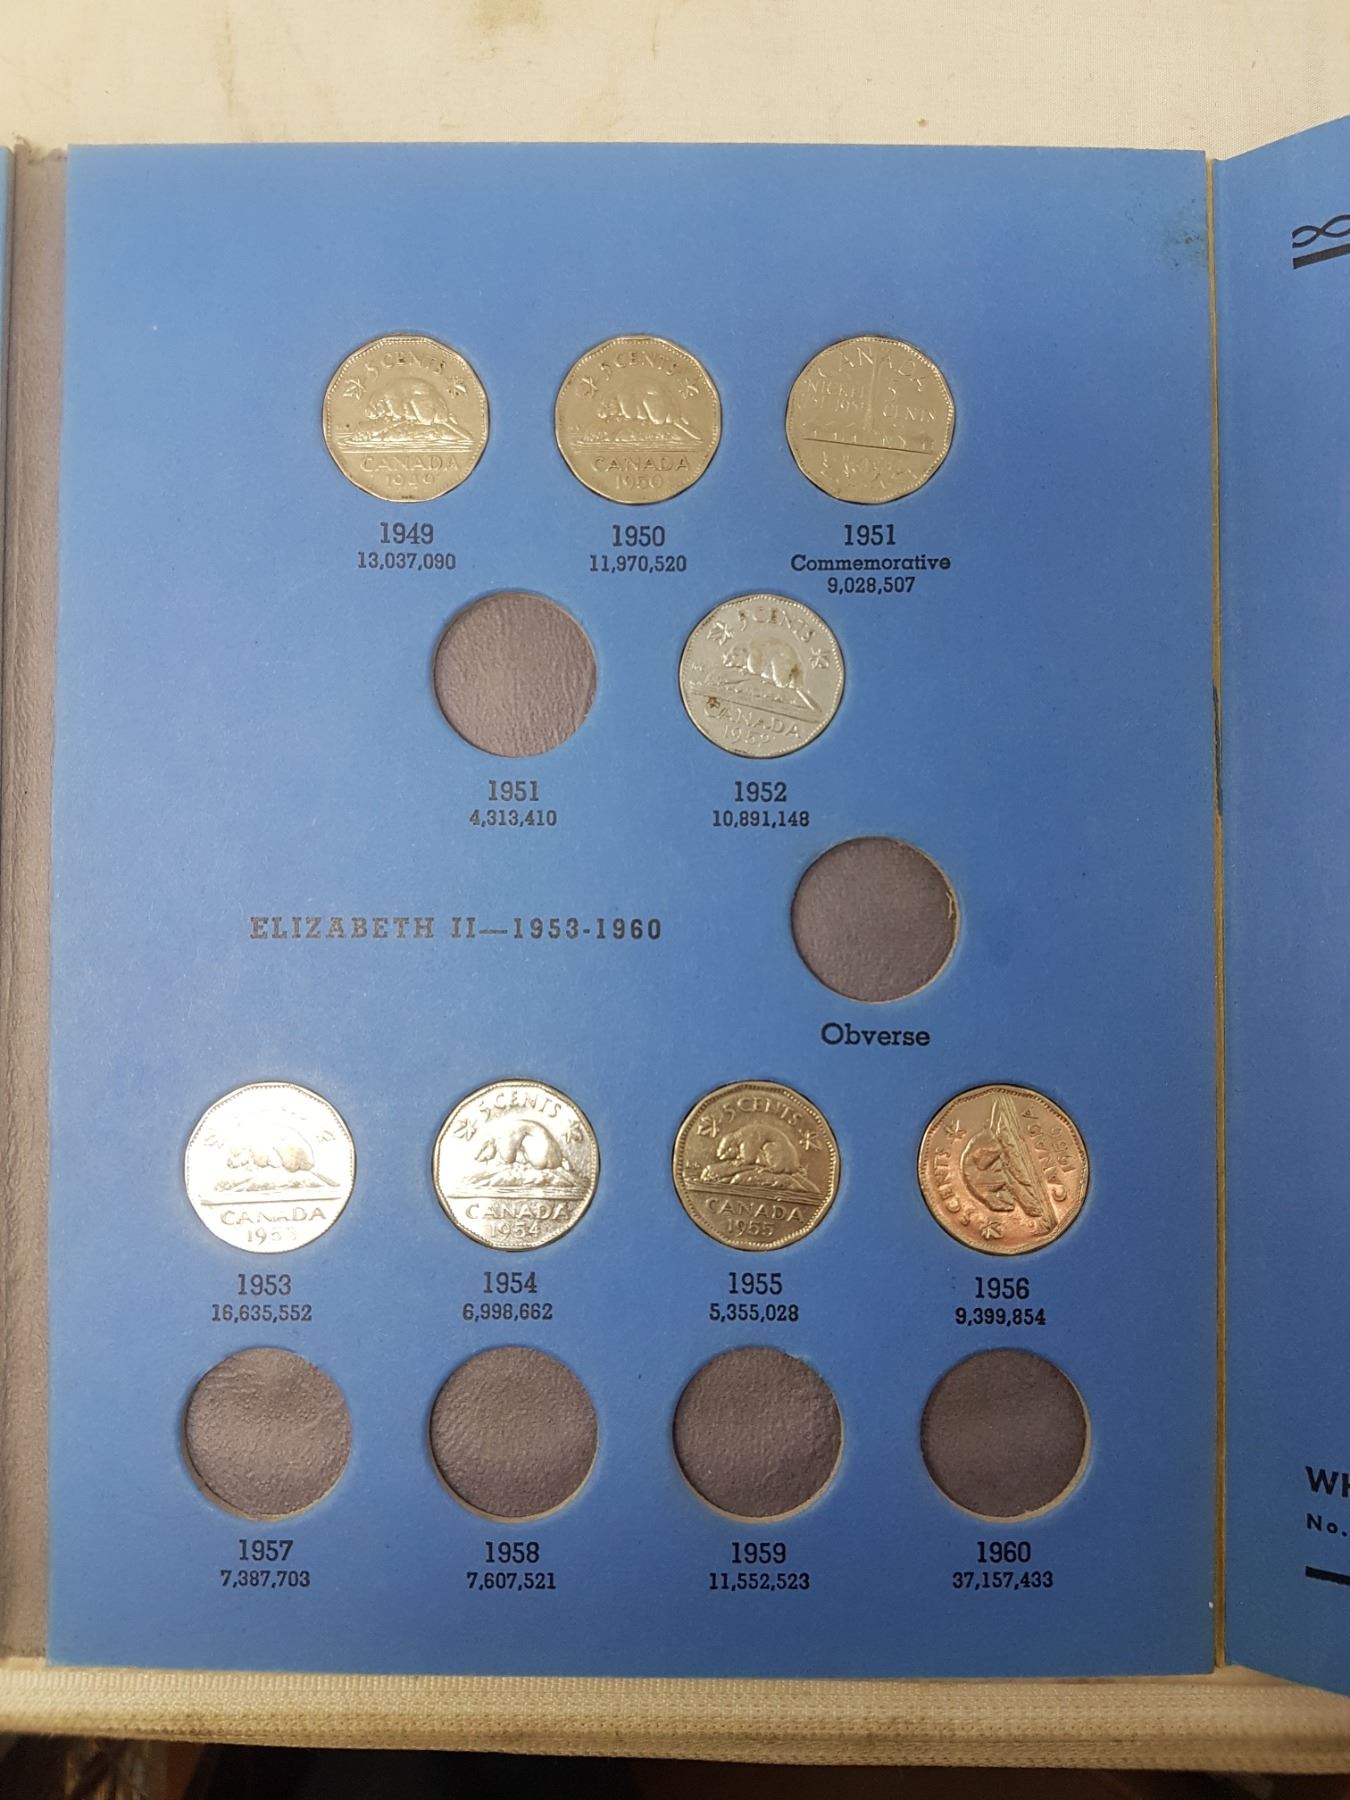 5 CENTS
CANADA
1949
5 CENTS
CANADA
1950
CANADA
NICKEL 5
1951 CENTS
1949
13,037,090
1950
11,970,520
1951
Commemorative
9,028,507
5 CENTS
CANADA
1952
1951
4,313,410
1952
10,891,148
ELIZABETH II—1953-1960
Obverse
CANADA
1953
5 CENTS
CANADA
1954
5 CENTS
CANADA
1955
5 CENTS
CANADA
1953
16,635,552
1954
6,998,662
1955
5,355,028
1956
9,399,854
1957
7,387,703
1958
7,607,521
1959
11,552,523
1960
37,157,433
No.